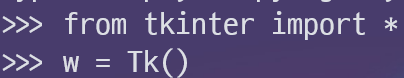 >>> from tkinter import *
>>> w = Tk()